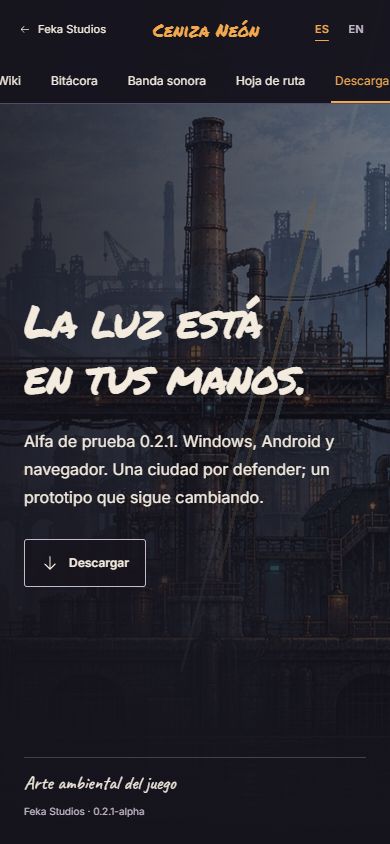 ← Feka Studios
Ceniza Neón
ES EN
Wiki Bitácora Banda sonora Hoja de ruta Descarga
La luz está
en tus manos.
Alfa de prueba 0.2.1. Windows, Android y
navegador. Una ciudad por defender; un
prototipo que sigue cambiando.
↓ Descargar
Arte ambiental del juego
Feka Studios · 0.2.1-alpha